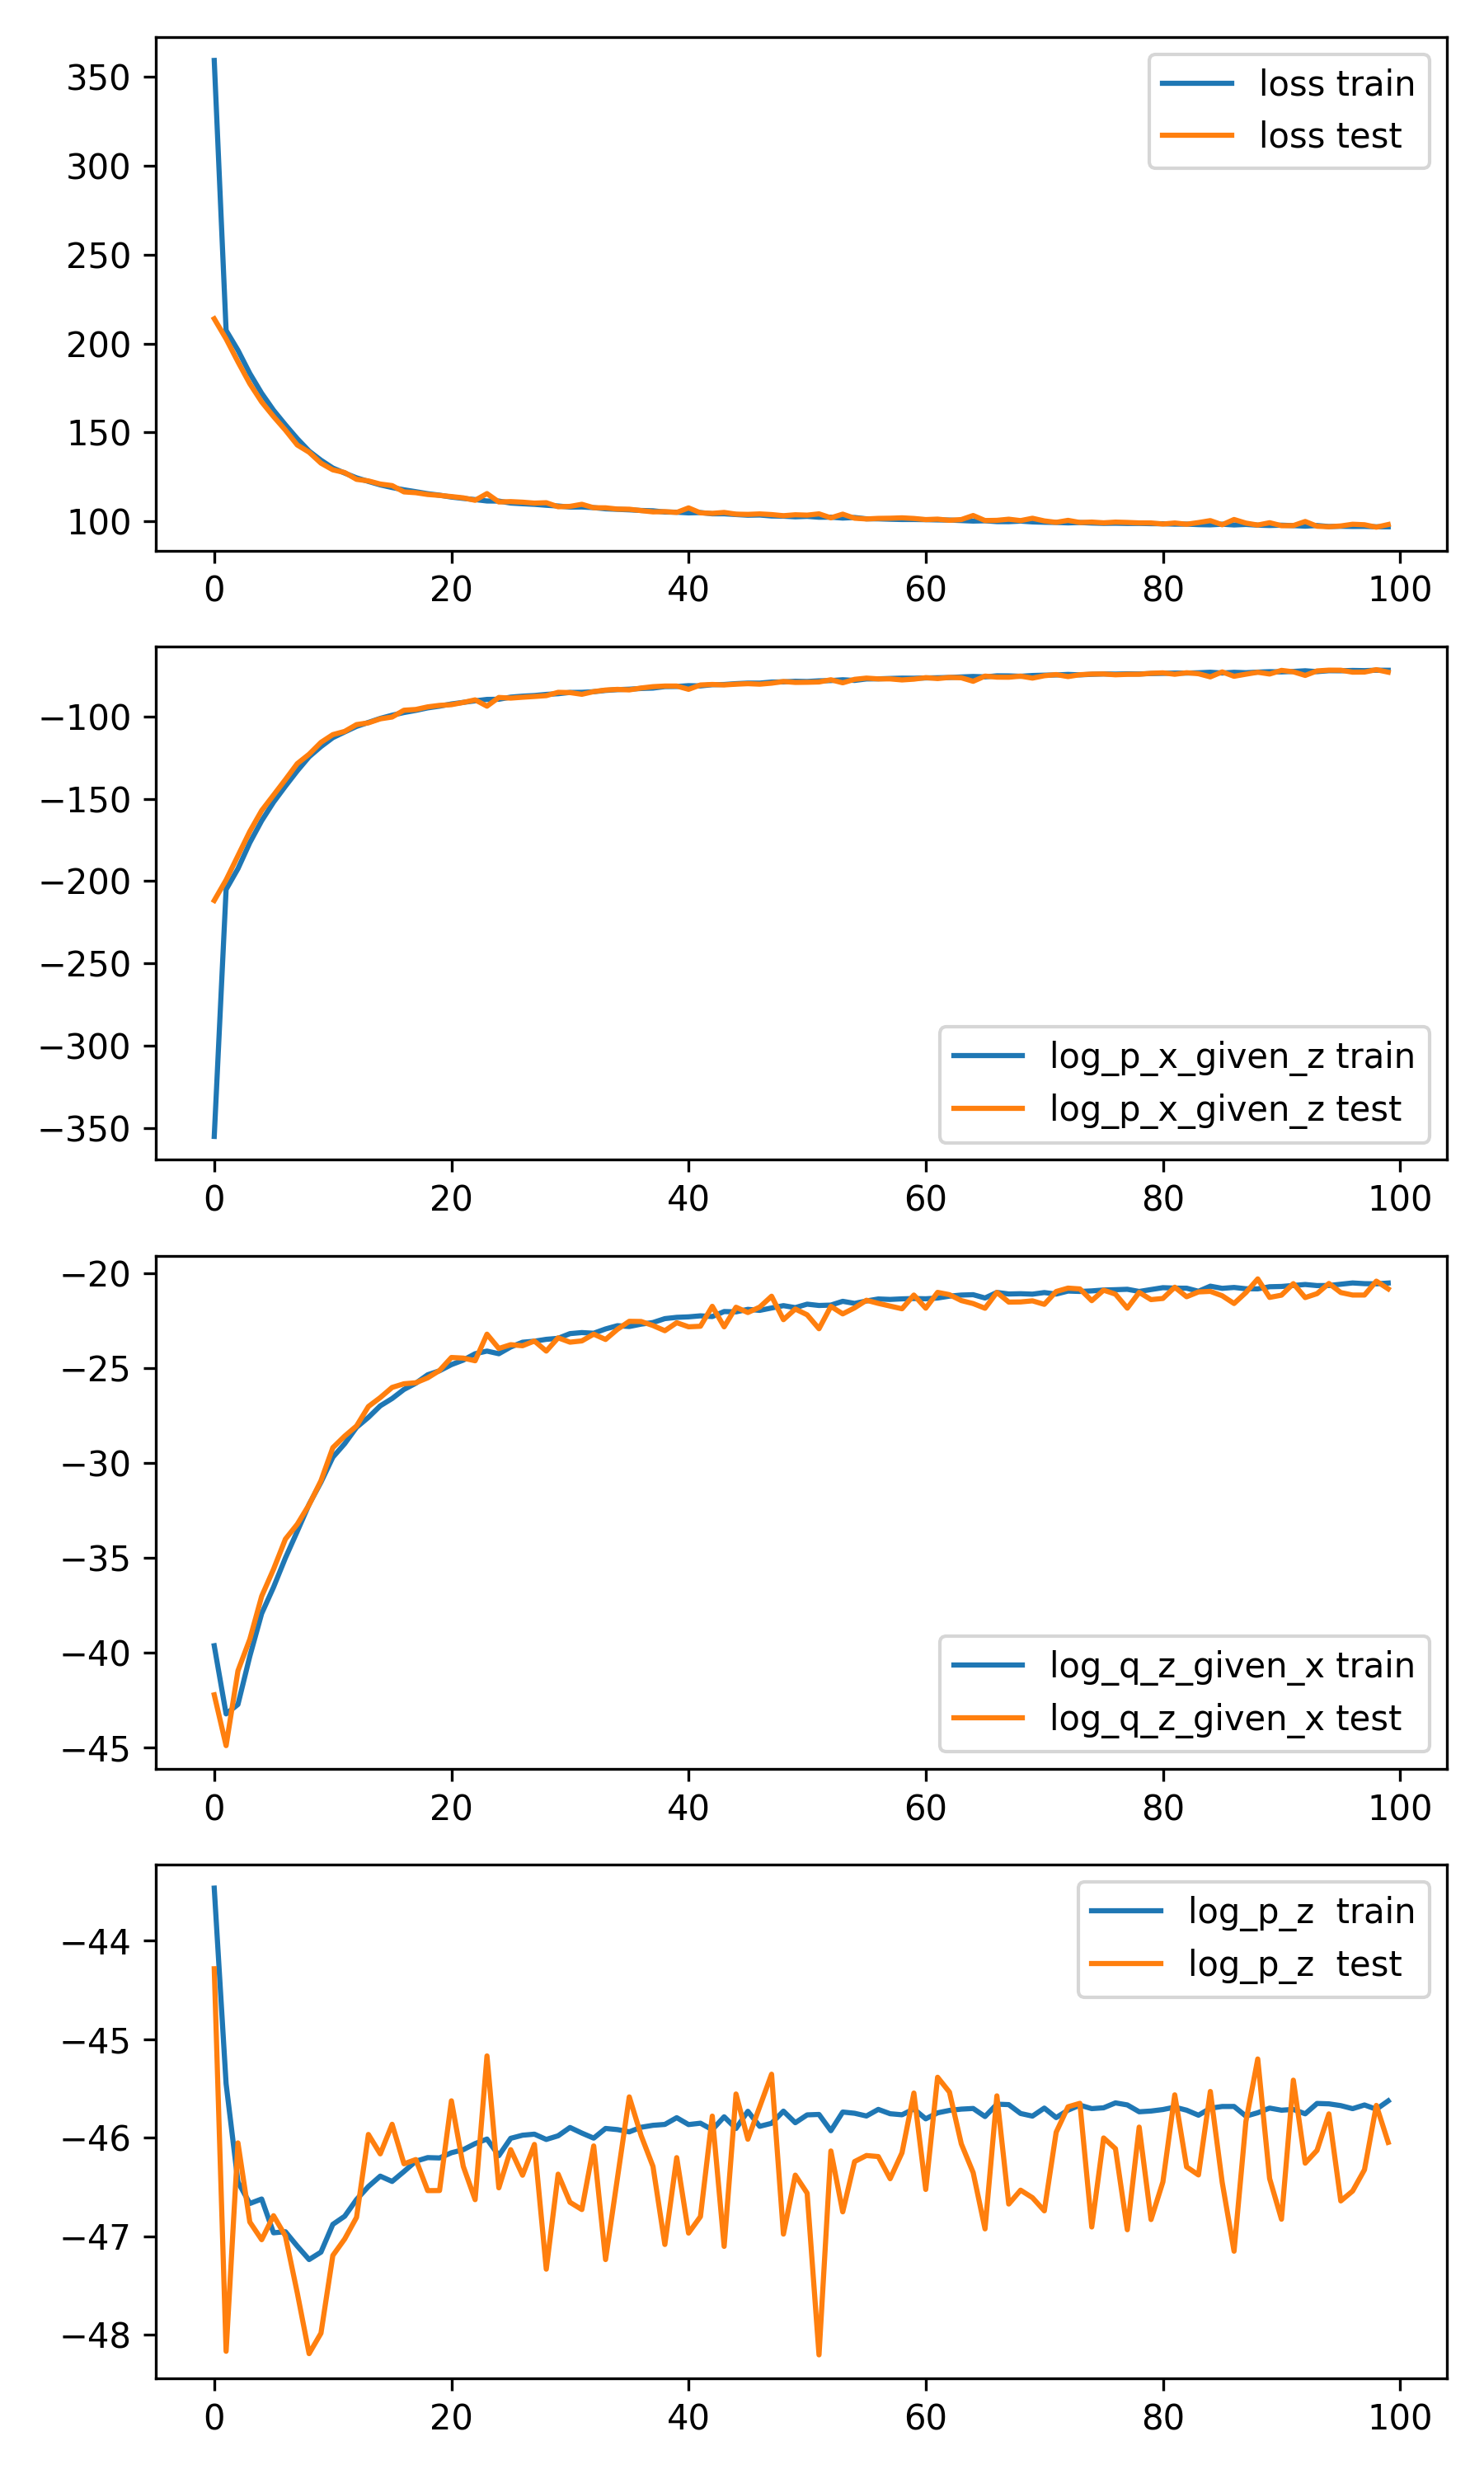 350
300
250
200
150
100
loss train
loss test
0 20 40 60 80 100
−100
−150
−200
−250
−300
−350
log_p_x_given_z train
log_p_x_given_z test
0 20 40 60 80 100
−20
−25
−30
−35
−40
−45
log_q_z_given_x train
log_q_z_given_x test
0 20 40 60 80 100
−44
−45
−46
−47
−48
log_p_z  train
log_p_z  test
0 20 40 60 80 100